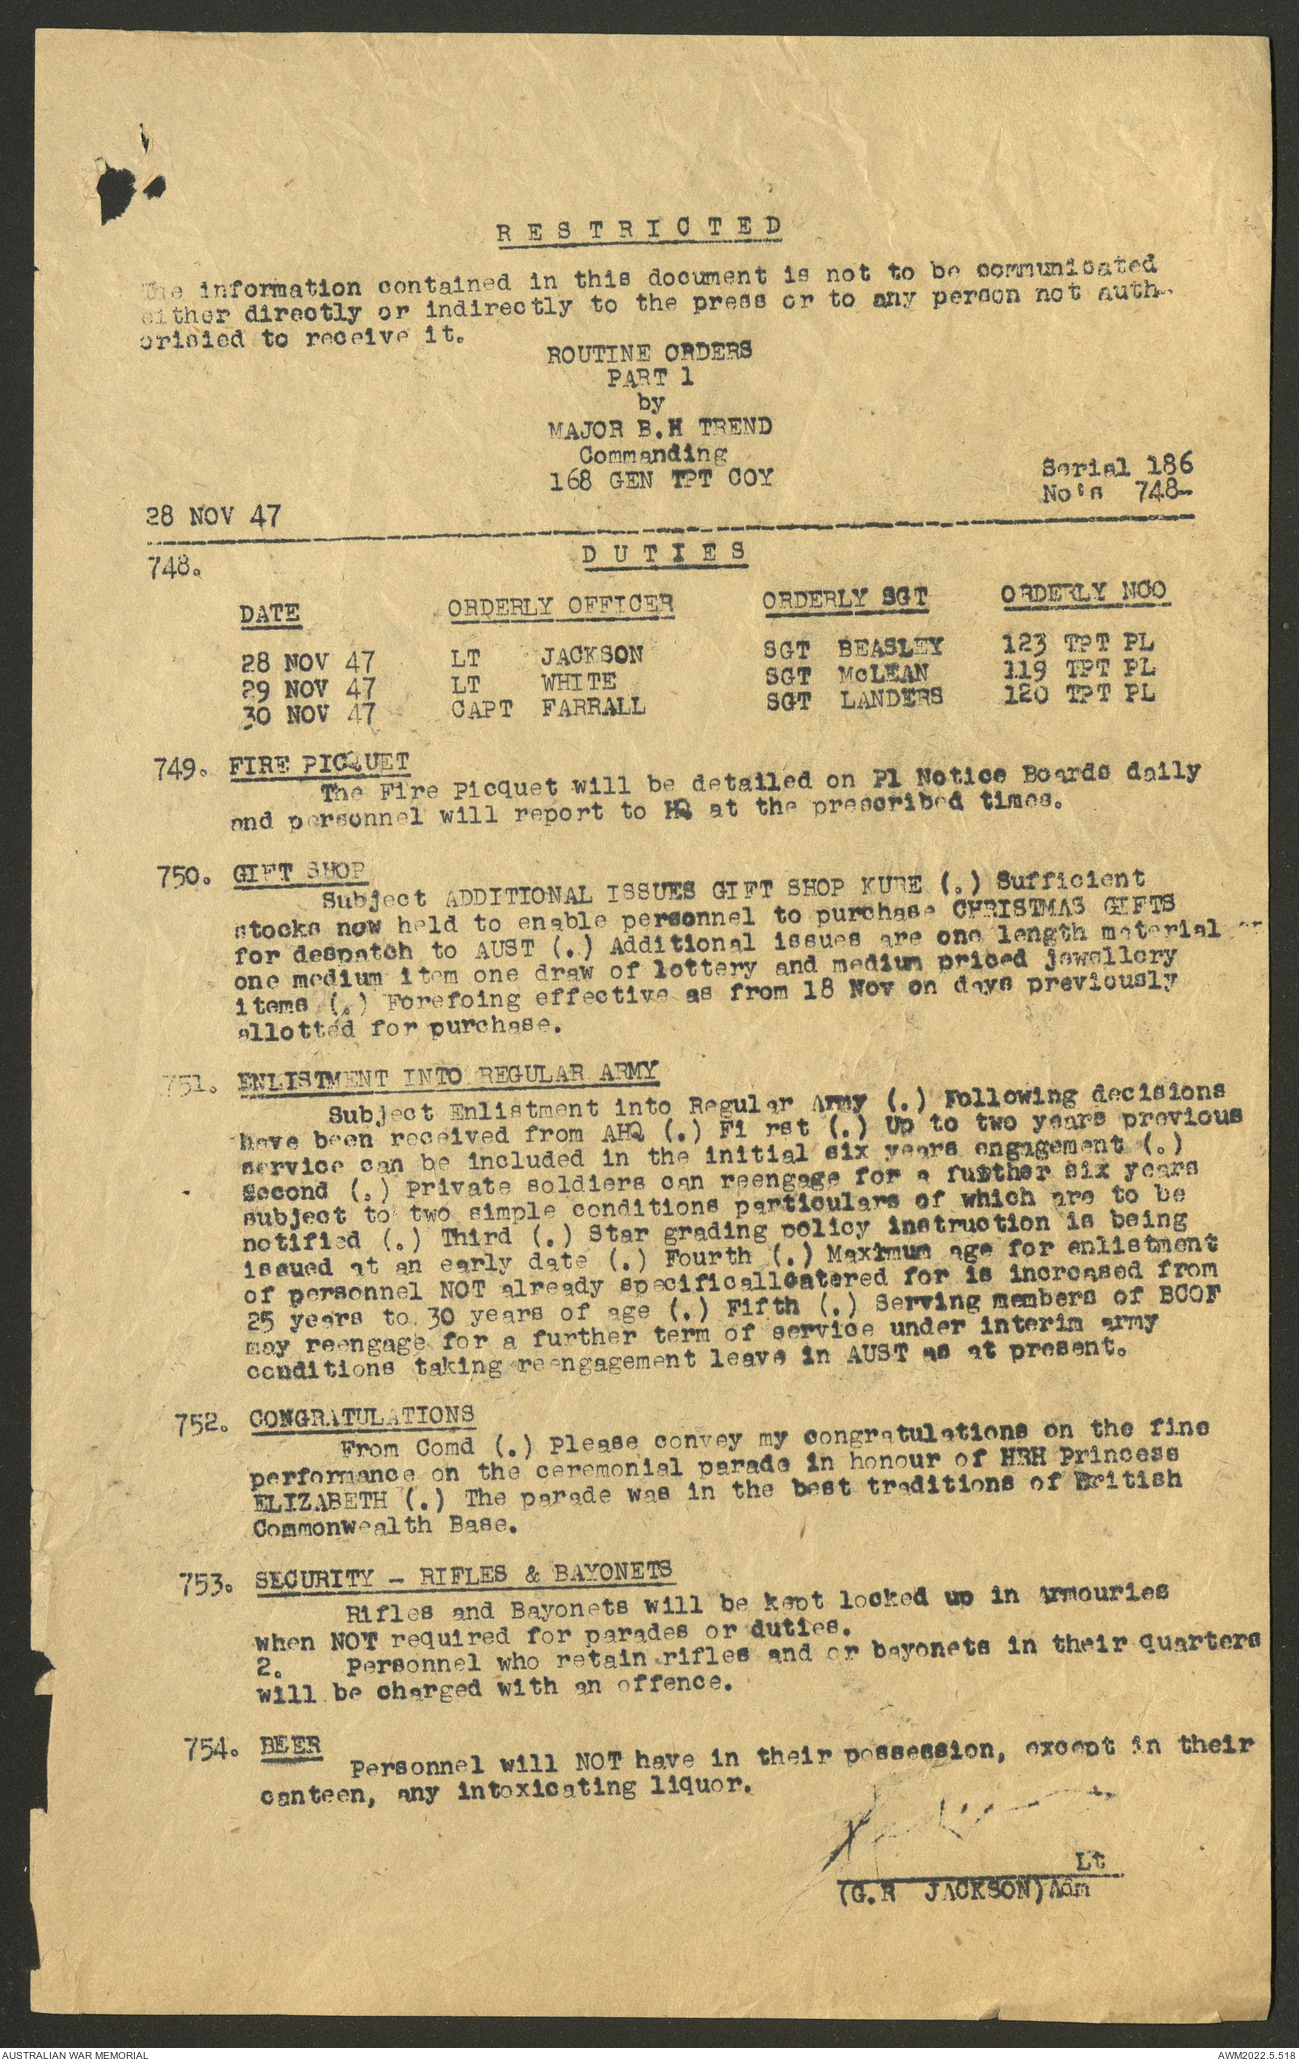 R E S T R I C T E D
The information contained in this document is not to be communicated
either directly or indirectly to the press or to any person not auth-
orisied to receive it.
ROUTINE ORDERS
PART 1
by
MAJOR B.H TREND
Commanding
168 GEN TPT COY
Serial 186
No's 748-
28 NOV 47
748. D U T I E S
DATE ORDERLY OFFICER ORDERLY SGT ORDERLY NCO
28 NOV 47 LT JACKSON SGT BEASLEY 123 TPT PL
29 NOV 47 LT WHITE SGT McLEAN 119 TPT PL
30 NOV 47 CAPT FARRALL SGT LANDERS 120 TPT PL
749. FIRE PICQUET
The Fire Picquet will be detailed on Pl Notice Boards daily
and personnel will report to HQ at the prescribed times.
750. GIFT SHOP
Subject ADDITIONAL ISSUES GIFT SHOP KURE (.) Sufficient
stocks now held to enable personnel to purchase CHRISTMAS GIFTS
for despatch to AUST (.) Additional issues are one length material or
one medium item one draw of lottery and medium priced jewellery
items (.) Forefoing effective as from 18 Nov on days previously
allotted for purchase.
751. ENLISTMENT INTO REGULAR ARMY
Subject Enlistment into Regular Army (.) Following decisions
have been received from AHQ (.) Fi rst (.) Up to two years previous
service can be included in the initial six years engagement (.)
Second (.) Private soldiers can reengage for a further six years
subject to two simple conditions particulars of which are to be
notified (.) Third (.) Star grading policy instruction is being
issued at an early date (.) Fourth (.) Maximum age for enlistment
of personnel NOT already specificallcatered for is increased from
25 years to 30 years of age (.) Fifth (.) Serving members of BCOF
may reengage for a further term of service under interim army
conditions taking reengagement leave in AUST as at present.
752. CONGRATULATIONS
From Comd (.) Please convey my congratulations on the fine
performance on the ceremonial parade in honour of HRH Princess
ELIZABETH (.) The parade was in the best traditions of British
Commonwealth Base.
753. SECURITY - RIFLES & BAYONETS
Rifles and Bayonets will be kept locked up in Armouries
when NOT required for parades or duties.
2. Personnel who retain rifles and or bayonets in their quarters
will be charged with an offence.
754. BEER
Personnel will NOT have in their possession, except in their
canteen, any intoxicating liquor.
Lt
(G.R JACKSON)Adm
AUSTRALIAN WAR MEMORIAL
AWM2022.5.518